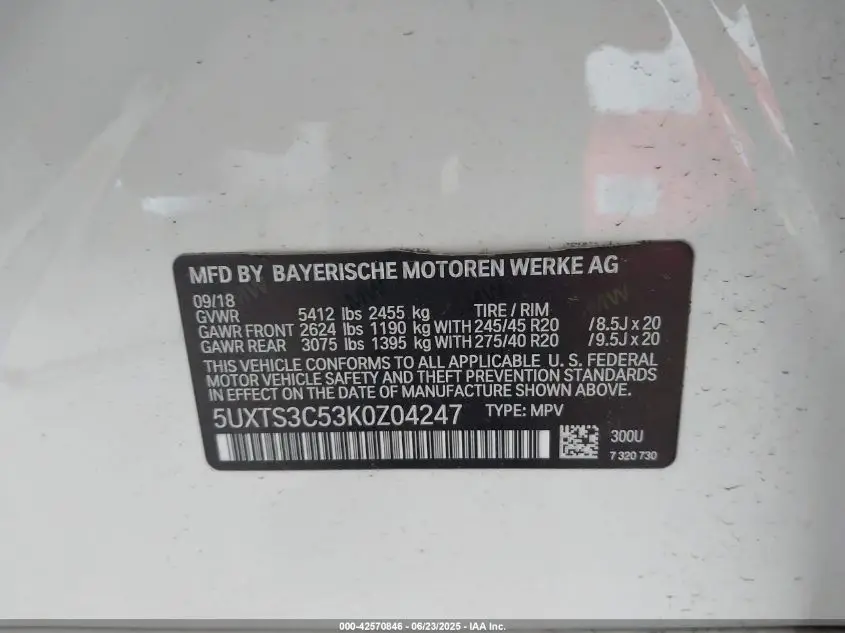 MFD BY BAYERISCHE MOTOREN WERKE AG
09/18
GVWR 5412 lbs 2455 kg TIRE / RIM
GAWR FRONT 2624 lbs 1190 kg WITH 245/45 R20 /8.5J x 20
GAWR REAR 3075 lbs 1395 kg WITH 275/40 R20 /9.5J x 20
THIS VEHICLE CONFORMS TO ALL APPLICABLE U. S. FEDERAL
MOTOR VEHICLE SAFETY AND THEFT PREVENTION STANDARDS
IN EFFECT ON THE DATE OF MANUFACTURE SHOWN ABOVE.
5UXTS3C53K0Z04247 TYPE: MPV
300U
7 320 730
000-42570846 - 06/23/2025 - IAA Inc.